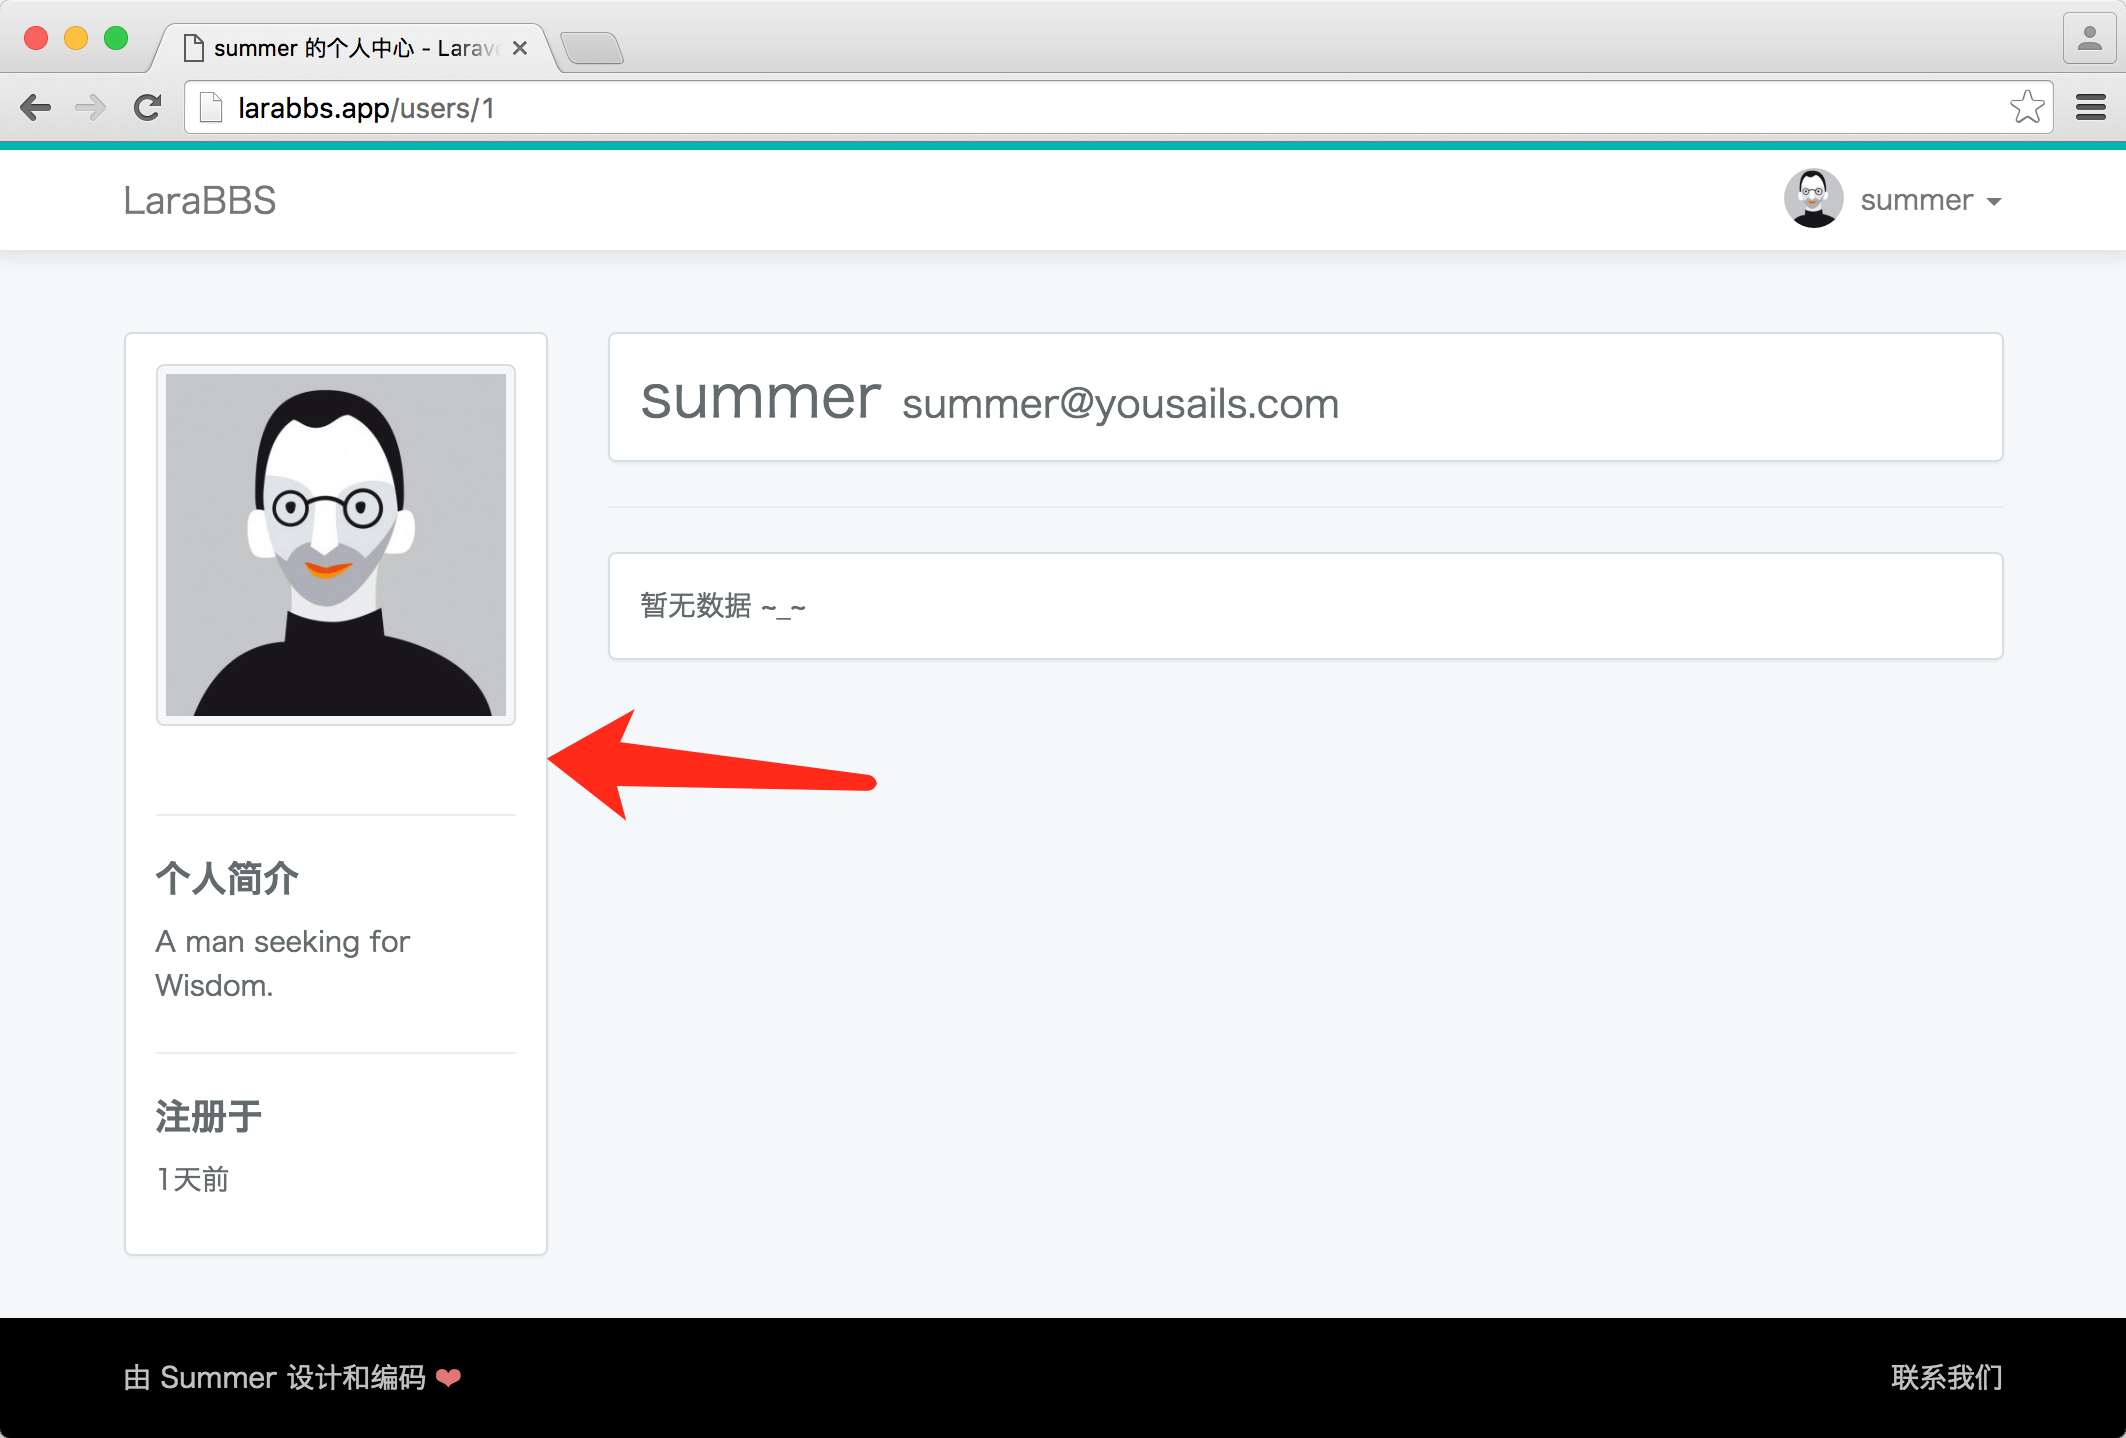 summer 的个人中心 - Larave
larabbs.app/users/1
LaraBBS
summer
summer summer@yousails.com
暂无数据 ~_~
个人简介
A man seeking for
Wisdom.
注册于
1天前
由 Summer 设计和编码 ❤
联系我们